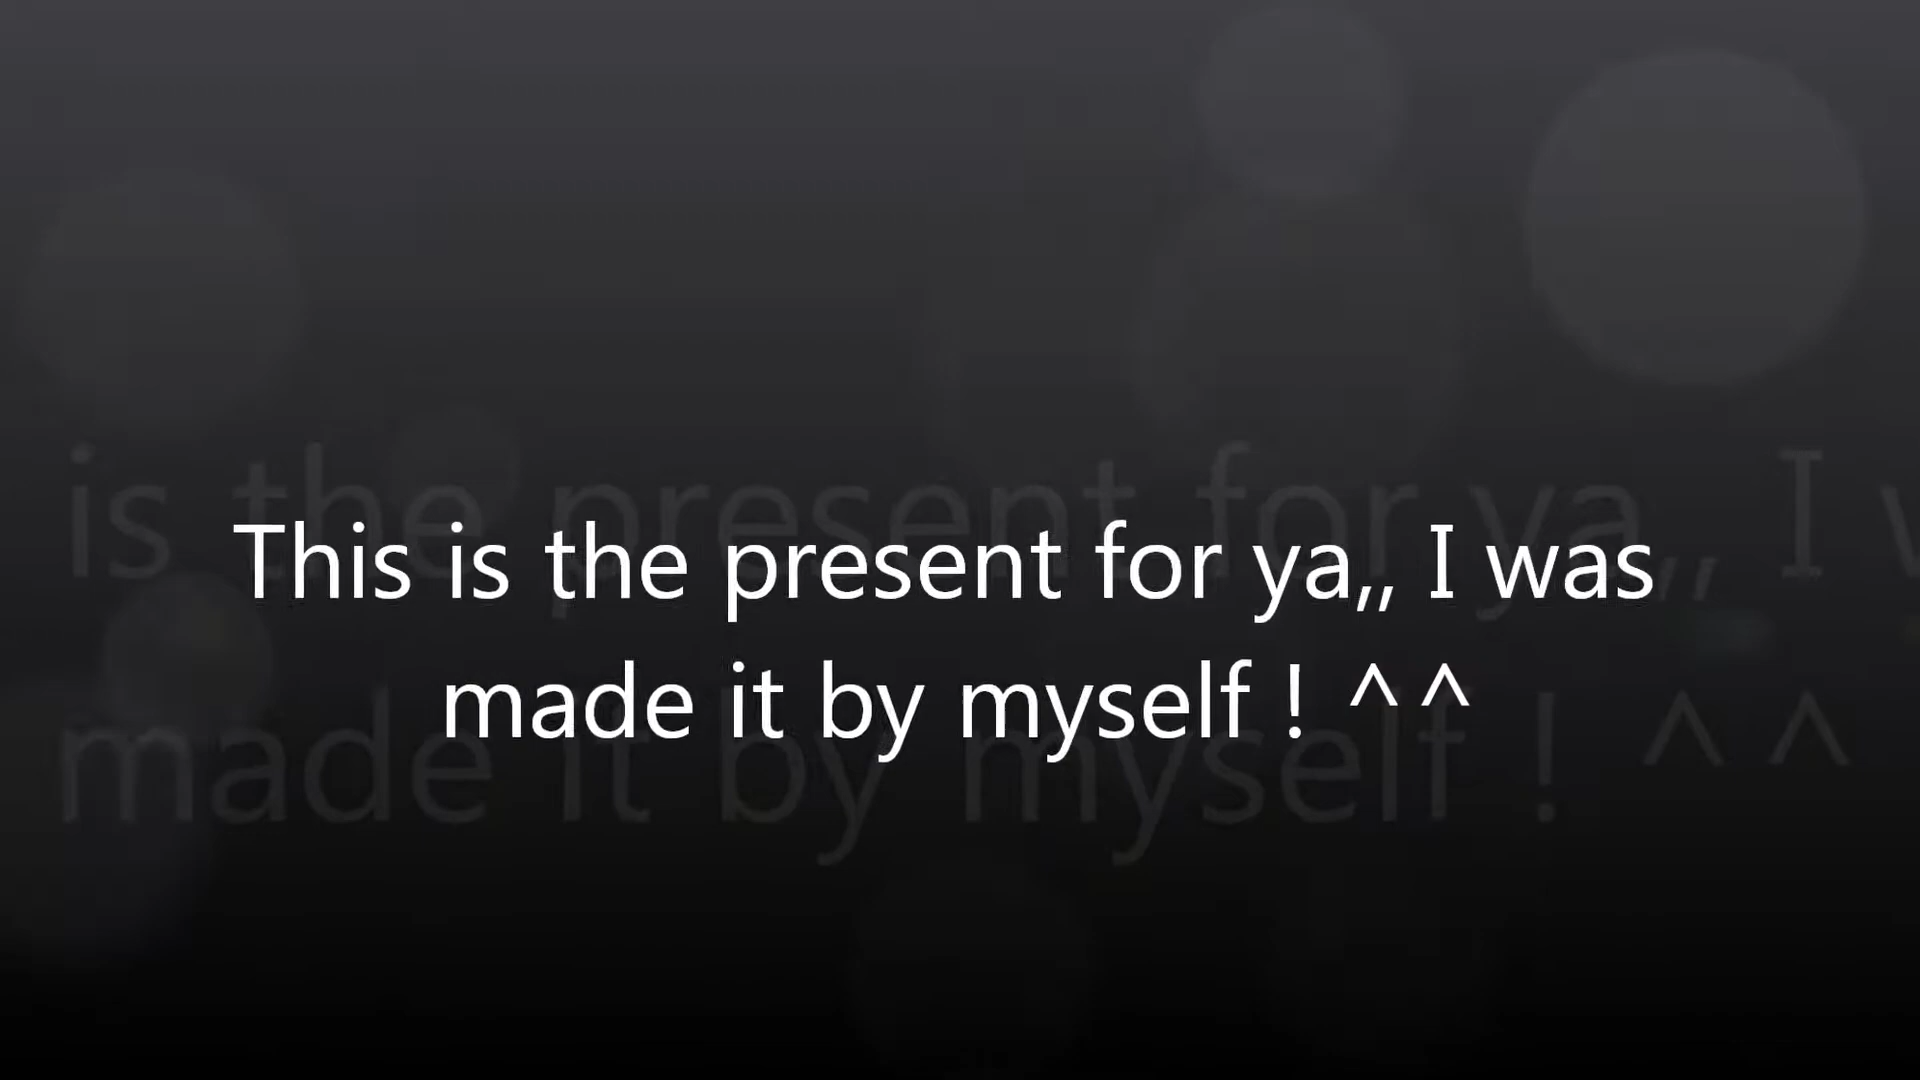 This is the present for ya,, I was
made it by myself ! ^^